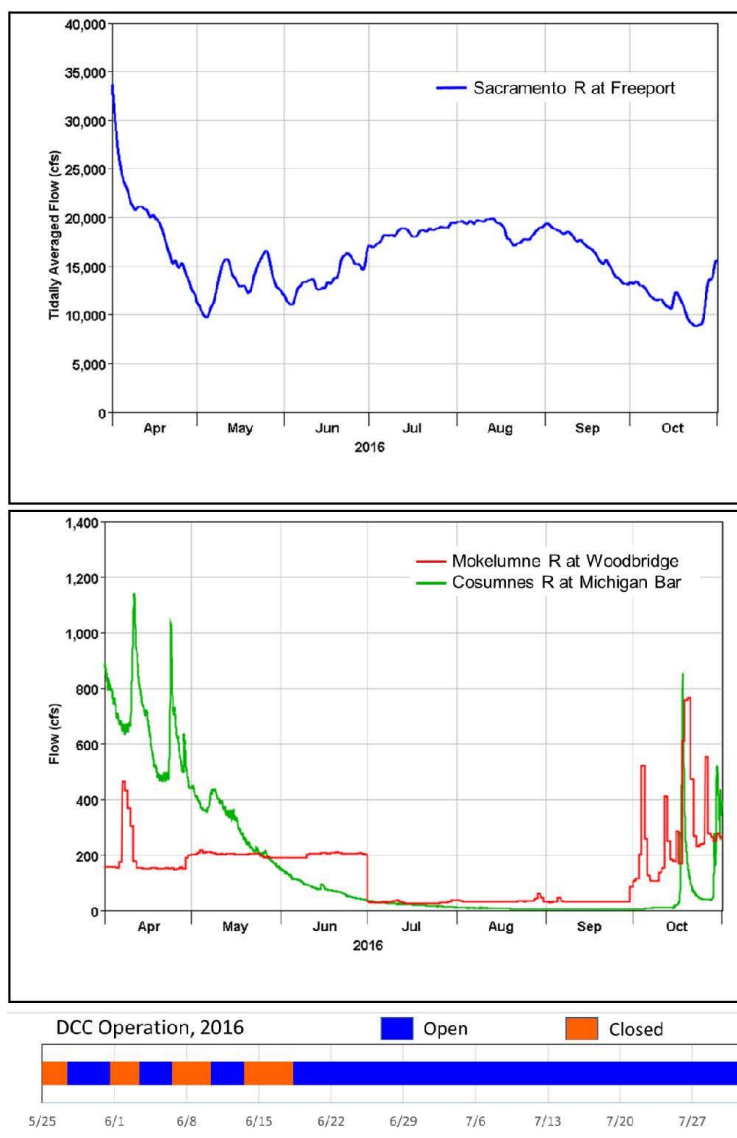 40,000
35,000
30,000
25,000
20,000
15,000
10,000
5,000
0
Tidally Averaged Flow (cfs)
Sacramento R at Freeport
Apr May Jun Jul Aug Sep Oct
2016
1,400
1,200
1,000
800
600
400
200
0
Flow (cfs)
Mokelumne R at Woodbridge
Cosumnes R at Michigan Bar
Apr May Jun Jul Aug Sep Oct
2016
DCC Operation, 2016 Open Closed
5/25 6/1 6/8 6/15 6/22 6/29 7/6 7/13 7/20 7/27